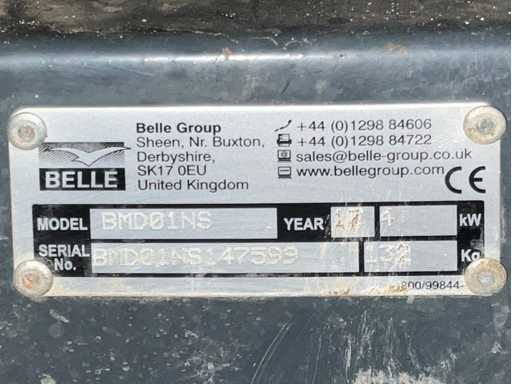 Belle Group
Sheen, Nr. Buxton,
Derbyshire,
SK17 0EU
United Kingdom
+44 (0)1298 84606
+44 (0)1298 84722
sales@belle-group.co.uk
www.bellegroup.com
BELLE
CE
MODEL BMD01NS YEAR 17 4 kW
SERIAL No. BMD01NS147599 132 Kg
800/99844-